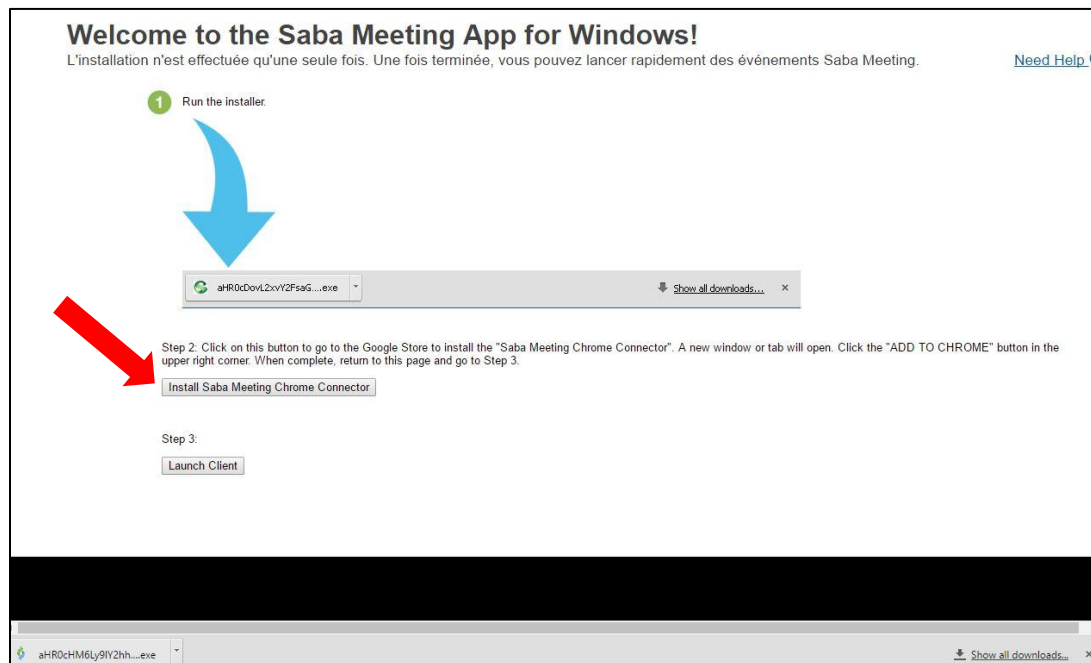 Welcome to the Saba Meeting App for Windows!
L'installation n'est effectuée qu'une seule fois. Une fois terminée, vous pouvez lancer rapidement des événements Saba Meeting.
Need Help
1 Run the installer.
aHR0cDovL2xvY2FsaG....exe
Show all downloads...
Step 2: Click on this button to go to the Google Store to install the "Saba Meeting Chrome Connector". A new window or tab will open. Click the "ADD TO CHROME" button in the
upper right corner. When complete, return to this page and go to Step 3.
Install Saba Meeting Chrome Connector
Step 3:
Launch Client
aHR0cHM6Ly9lY2hh....exe
Show all downloads...